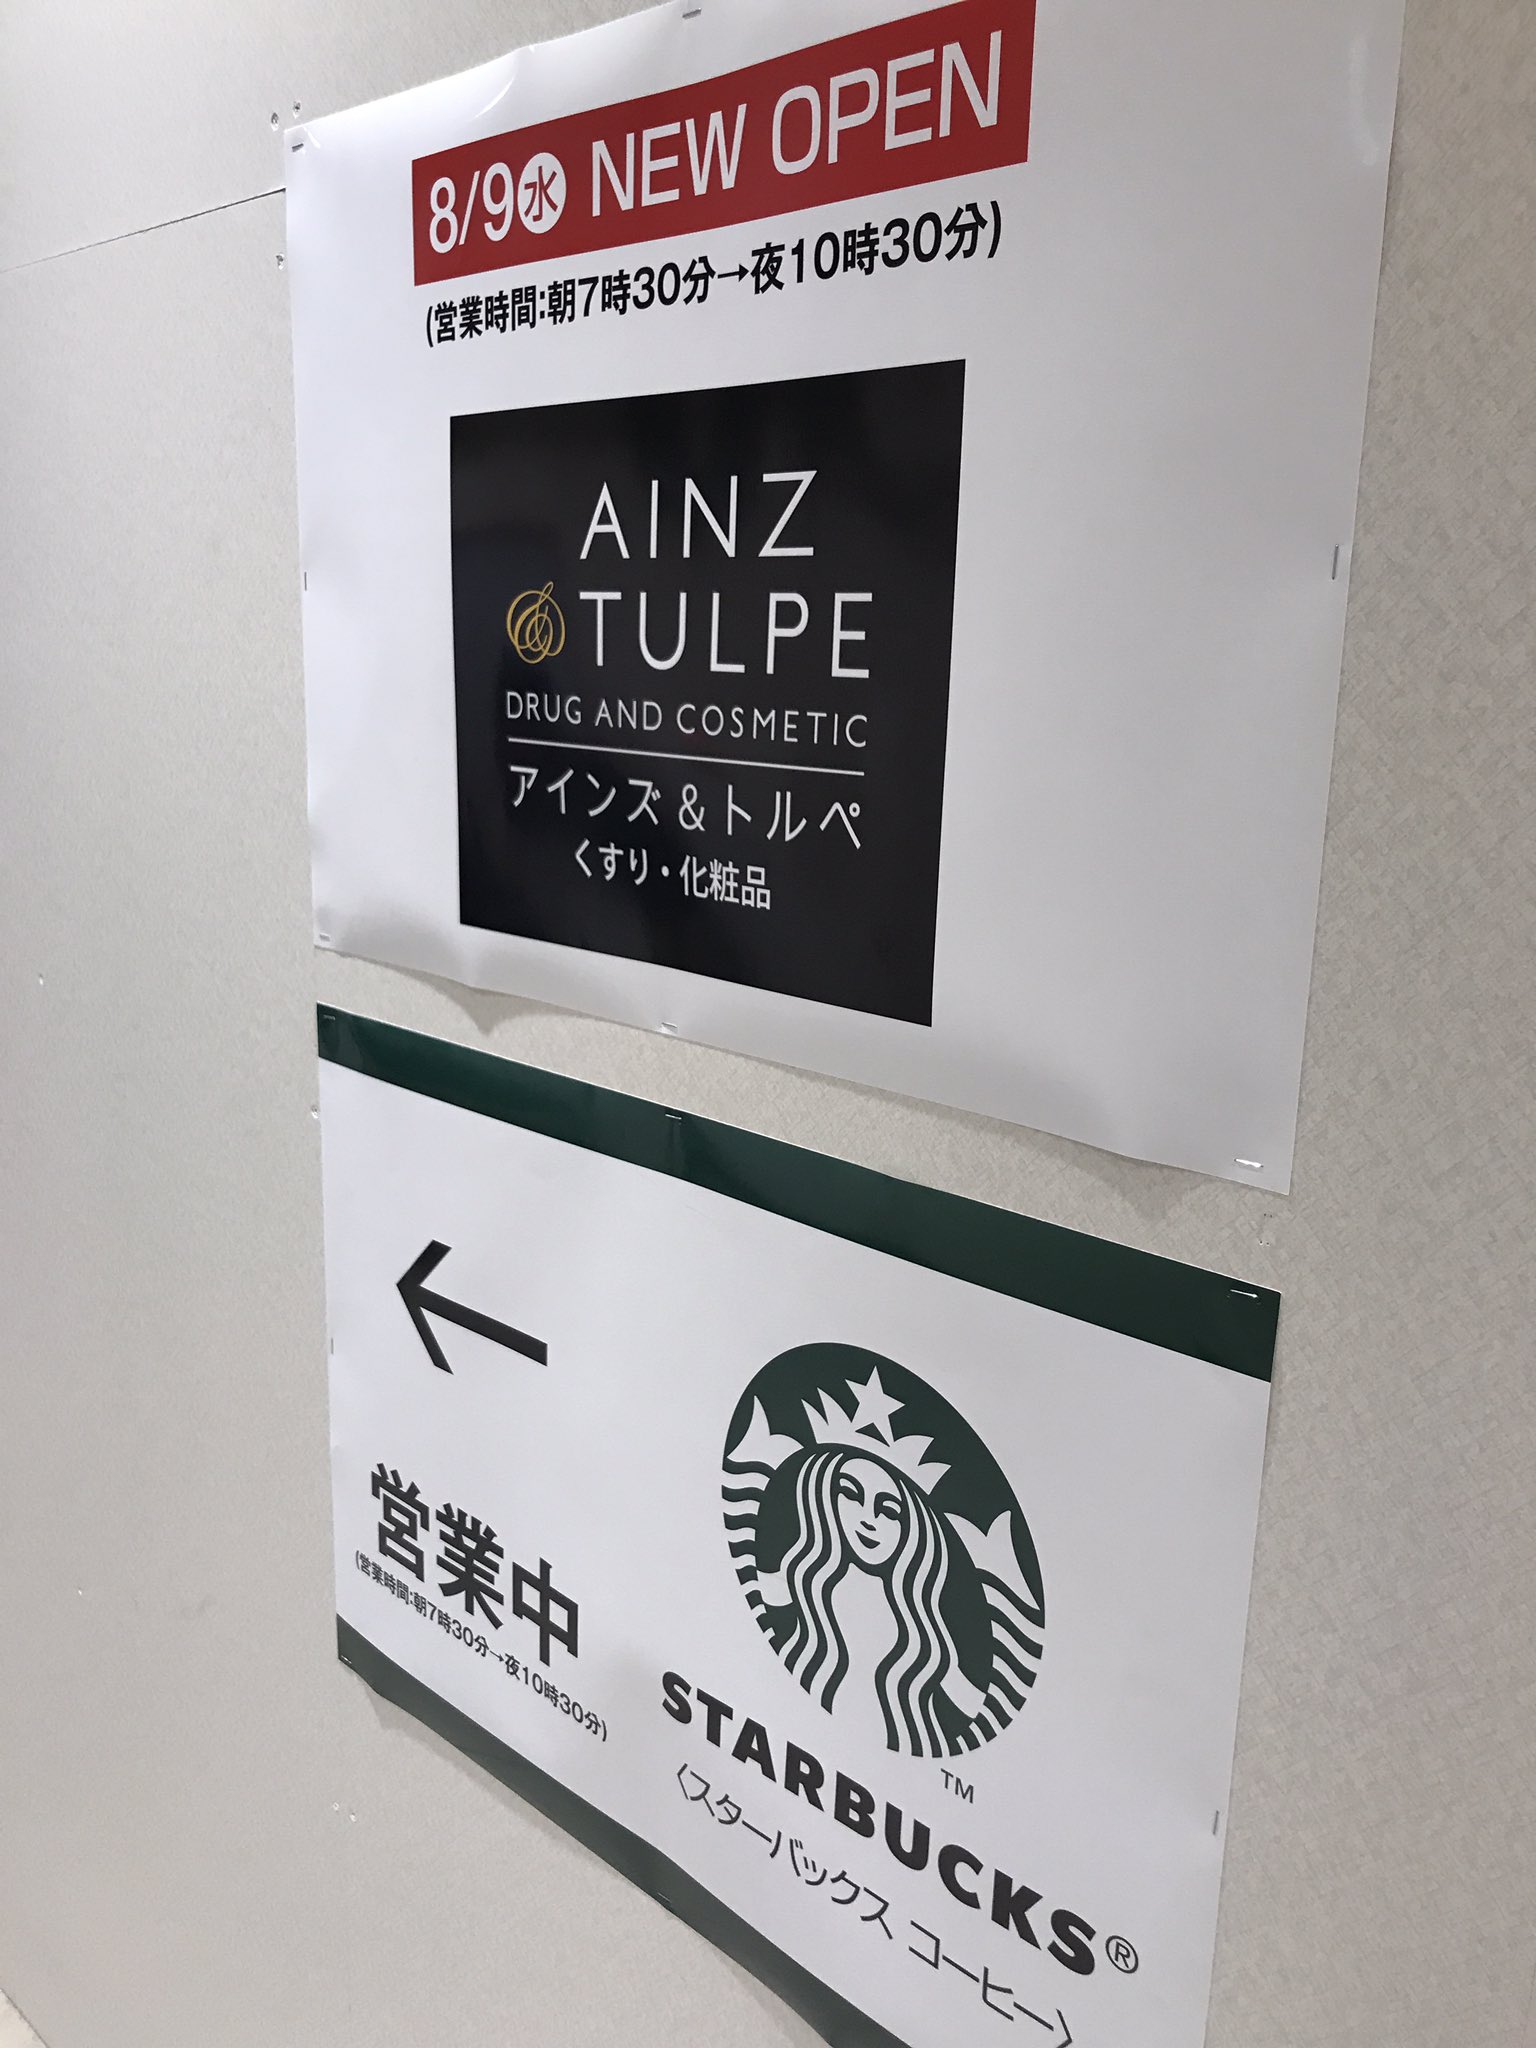 8/9㊌ NEW OPEN
(営業時間:朝7時30分→夜10時30分)
AINZ
& TULPE
DRUG AND COSMETIC
アインズ&トルペ
くすり・化粧品
←
営業中
(営業時間:朝7時30分→夜10時30分)
TM
STARBUCKS®
〈スターバックス コーヒー〉